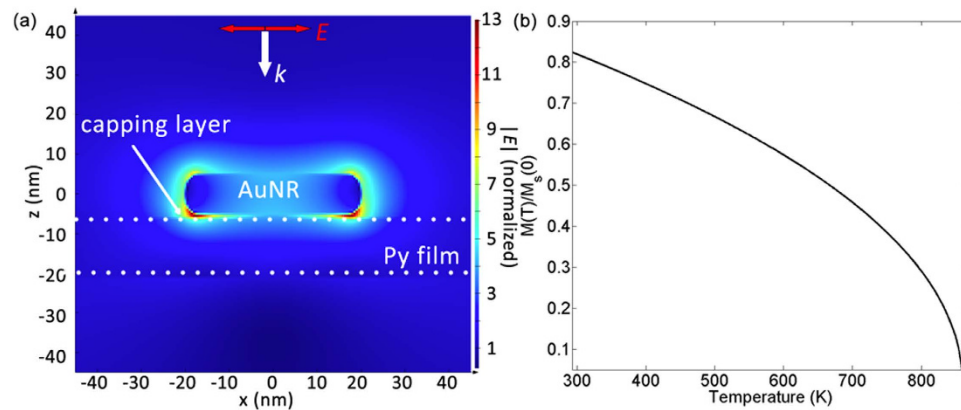 (a)
E
k
capping layer
AuNR
Py film
z (nm)
40
30
20
10
0
-10
-20
-30
-40
-40 -20 -10 0 10 20 30 40
x (nm)
13
11
9
7
5
3
1
|E| (normalized)
(b)
M(T)/M_s(0)
0.9
0.8
0.7
0.6
0.5
0.4
0.3
0.2
0.1
300 400 500 600 700 800
Temperature (K)